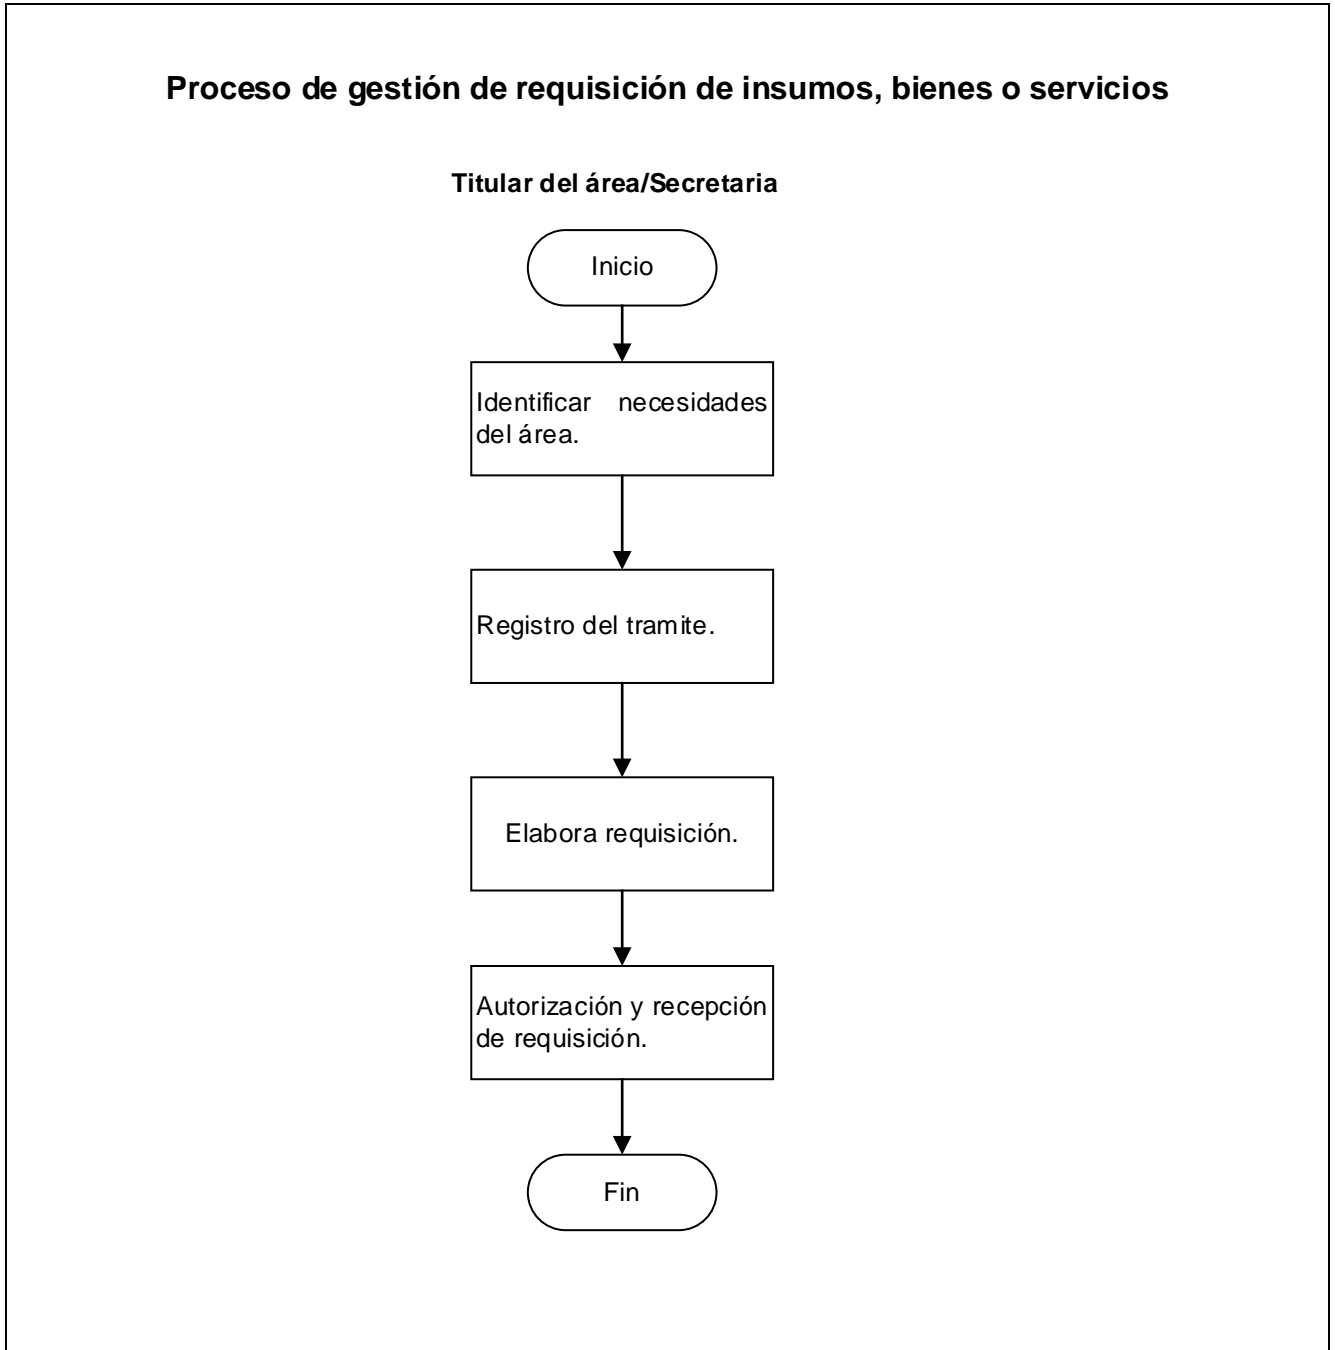 Proceso de gestión de requisición de insumos, bienes o servicios
Titular del área/Secretaria
Inicio
Identificar necesidades
del área.
Registro del tramite.
Elabora requisición.
Autorización y recepción
de requisición.
Fin